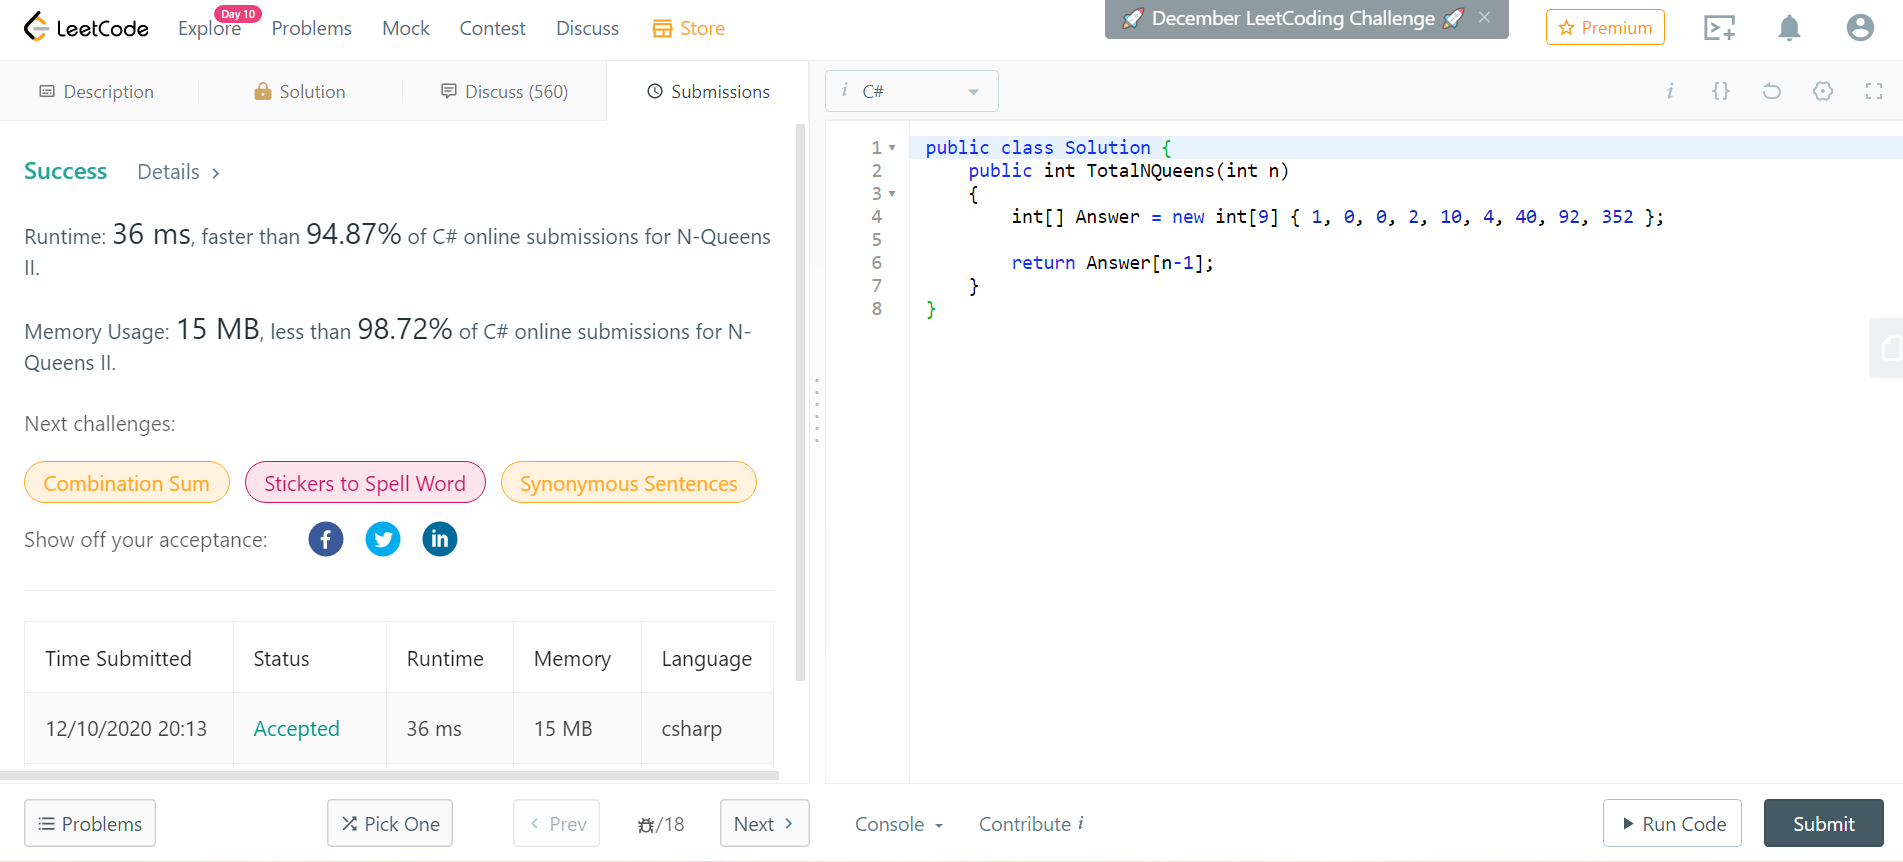 LeetCode
Explore
Day 10
Problems
Mock
Contest
Discuss
Store
🚀 December LeetCoding Challenge 🚀 ×
Premium
Description
Solution
Discuss (560)
Submissions
i C#
i {}
Success
Details >
Runtime: 36 ms, faster than 94.87% of C# online submissions for N-Queens
II.
Memory Usage: 15 MB, less than 98.72% of C# online submissions for N-
Queens II.
Next challenges:
Combination Sum
Stickers to Spell Word
Synonymous Sentences
Show off your acceptance:
Time Submitted Status Runtime Memory Language
12/10/2020 20:13 Accepted 36 ms 15 MB csharp
1 public class Solution {
2 public int TotalNQueens(int n)
3 {
4 int[] Answer = new int[9] { 1, 0, 0, 2, 10, 4, 40, 92, 352 };
5
6 return Answer[n-1];
7 }
8 }
Problems
Pick One
< Prev
/18
Next >
Console
Contribute i
Run Code
Submit